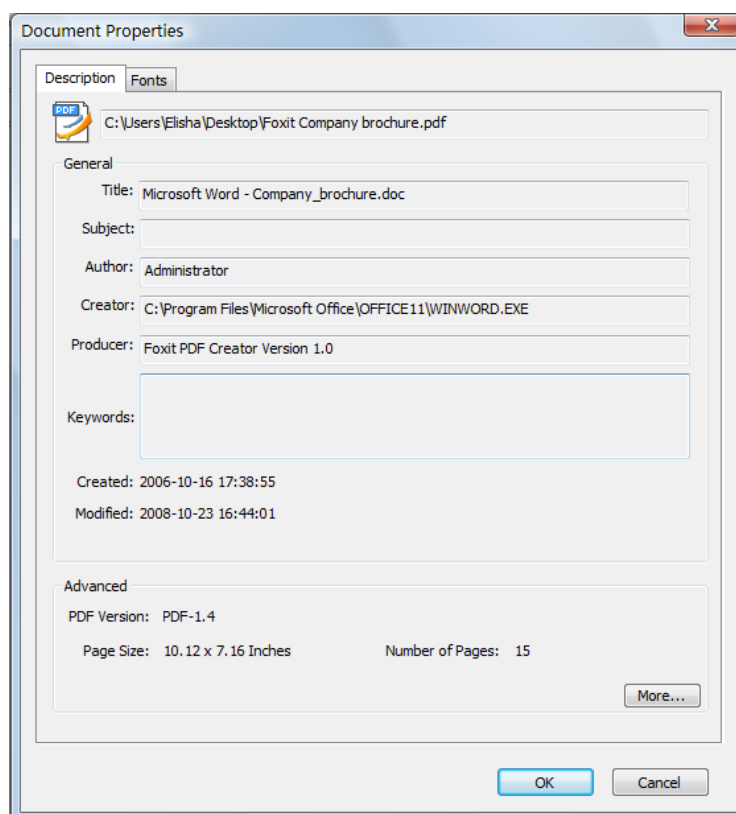 Document Properties
Description Fonts
PDF
C:\Users\Elisha\Desktop\Foxit Company brochure.pdf
General
Title: Microsoft Word - Company_brochure.doc
Subject:
Author: Administrator
Creator: C:\Program Files\Microsoft Office\OFFICE11\WINWORD.EXE
Producer: Foxit PDF Creator Version 1.0
Keywords:
Created: 2006-10-16 17:38:55
Modified: 2008-10-23 16:44:01
Advanced
PDF Version: PDF-1.4
Page Size: 10.12 x 7.16 Inches Number of Pages: 15
More...
OK Cancel